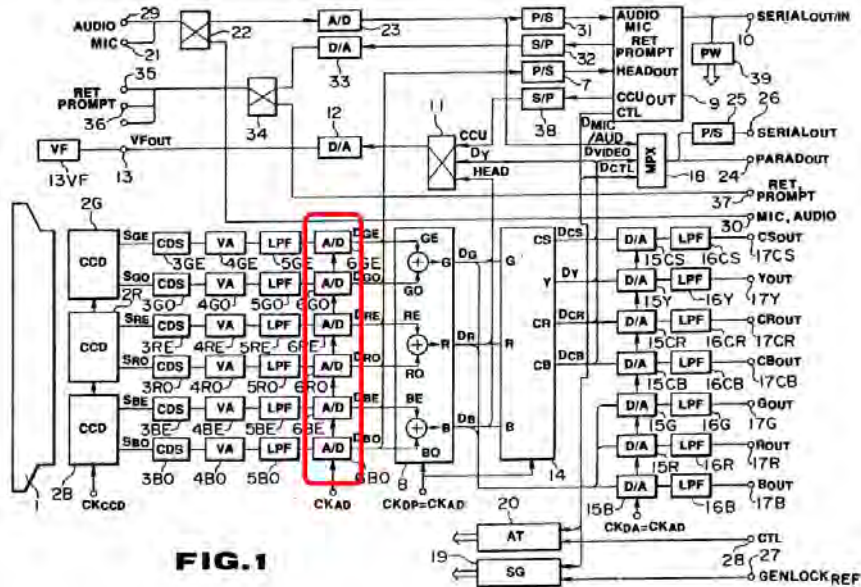 29
AUDIO
MIC
21
22
A/D
23
P/S
31
AUDIO
MIC
SERIAL OUT/IN
10
D/A
33
S/P
32
RET
PROMPT
PW
39
35
RET
PROMPT
36
34
P/S
7
HEADOUT
9
S/P
38
CCUOUT
CTL
25
26
12
11
CCU
DMIC
/AUD
P/S
SERIALOUT
VF
13VF
VFOUT
13
D/A
DY
HEAD
DVIDEO
DCTL
MPX
18
PARADOUT
24
RET,
PROMPT
37
MIC, AUDIO
30
2G
CCD
SGE
CDS
3GE
VA
4GE
LPF
5GE
A/D
6GE
DGE
GE
DG
G
CS
DCS
D/A
15CS
LPF
16CS
CSOUT
17CS
SGO
CDS
3GO
VA
4GO
LPF
5GO
A/D
6GO
DGO
GO
G
Y
DY
D/A
15Y
LPF
16Y
YOUT
17Y
2R
CCD
SRE
CDS
3RE
VA
4RE
LPF
5RE
A/D
6RE
DRE
RE
DR
R
R
CR
DCR
D/A
15CR
LPF
16CR
CROUT
17CR
SRO
CDS
3RO
VA
4RO
LPF
5RO
A/D
6RO
DRO
RO
CB
DCB
D/A
15CB
LPF
16CB
CBOUT
17CB
CCD
2B
SBE
CDS
3BE
VA
4BE
LPF
5BE
A/D
6BE
DBE
BE
DB
B
B
D/A
15G
LPF
16G
GOUT
17G
SBO
CDS
3BO
VA
4BO
LPF
5BO
A/D
6BO
DBO
BO
8
14
D/A
15R
LPF
16R
ROUT
17R
D/A
15B
LPF
16B
BOUT
17B
1
CKCCD
CKAD
CKDP=CKAD
CKDA=CKAD
20
AT
CTL
28
27
19
SG
GENLOCK REF
FIG.1